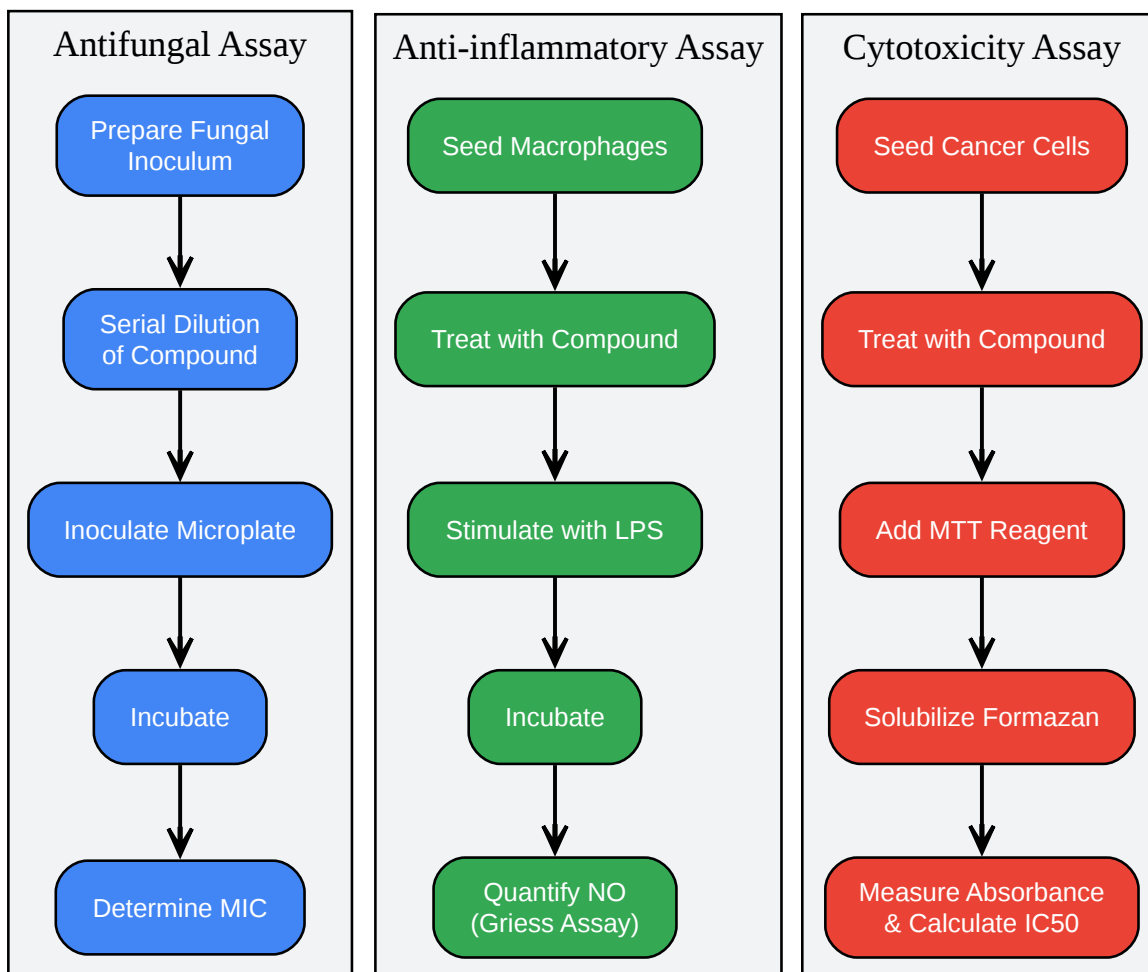 Antifungal Assay
Prepare Fungal
Inoculum
Serial Dilution
of Compound
Inoculate Microplate
Incubate
Determine MIC
Anti-inflammatory Assay
Seed Macrophages
Treat with Compound
Stimulate with LPS
Incubate
Quantify NO
(Griess Assay)
Cytotoxicity Assay
Seed Cancer Cells
Treat with Compound
Add MTT Reagent
Solubilize Formazan
Measure Absorbance
& Calculate IC50